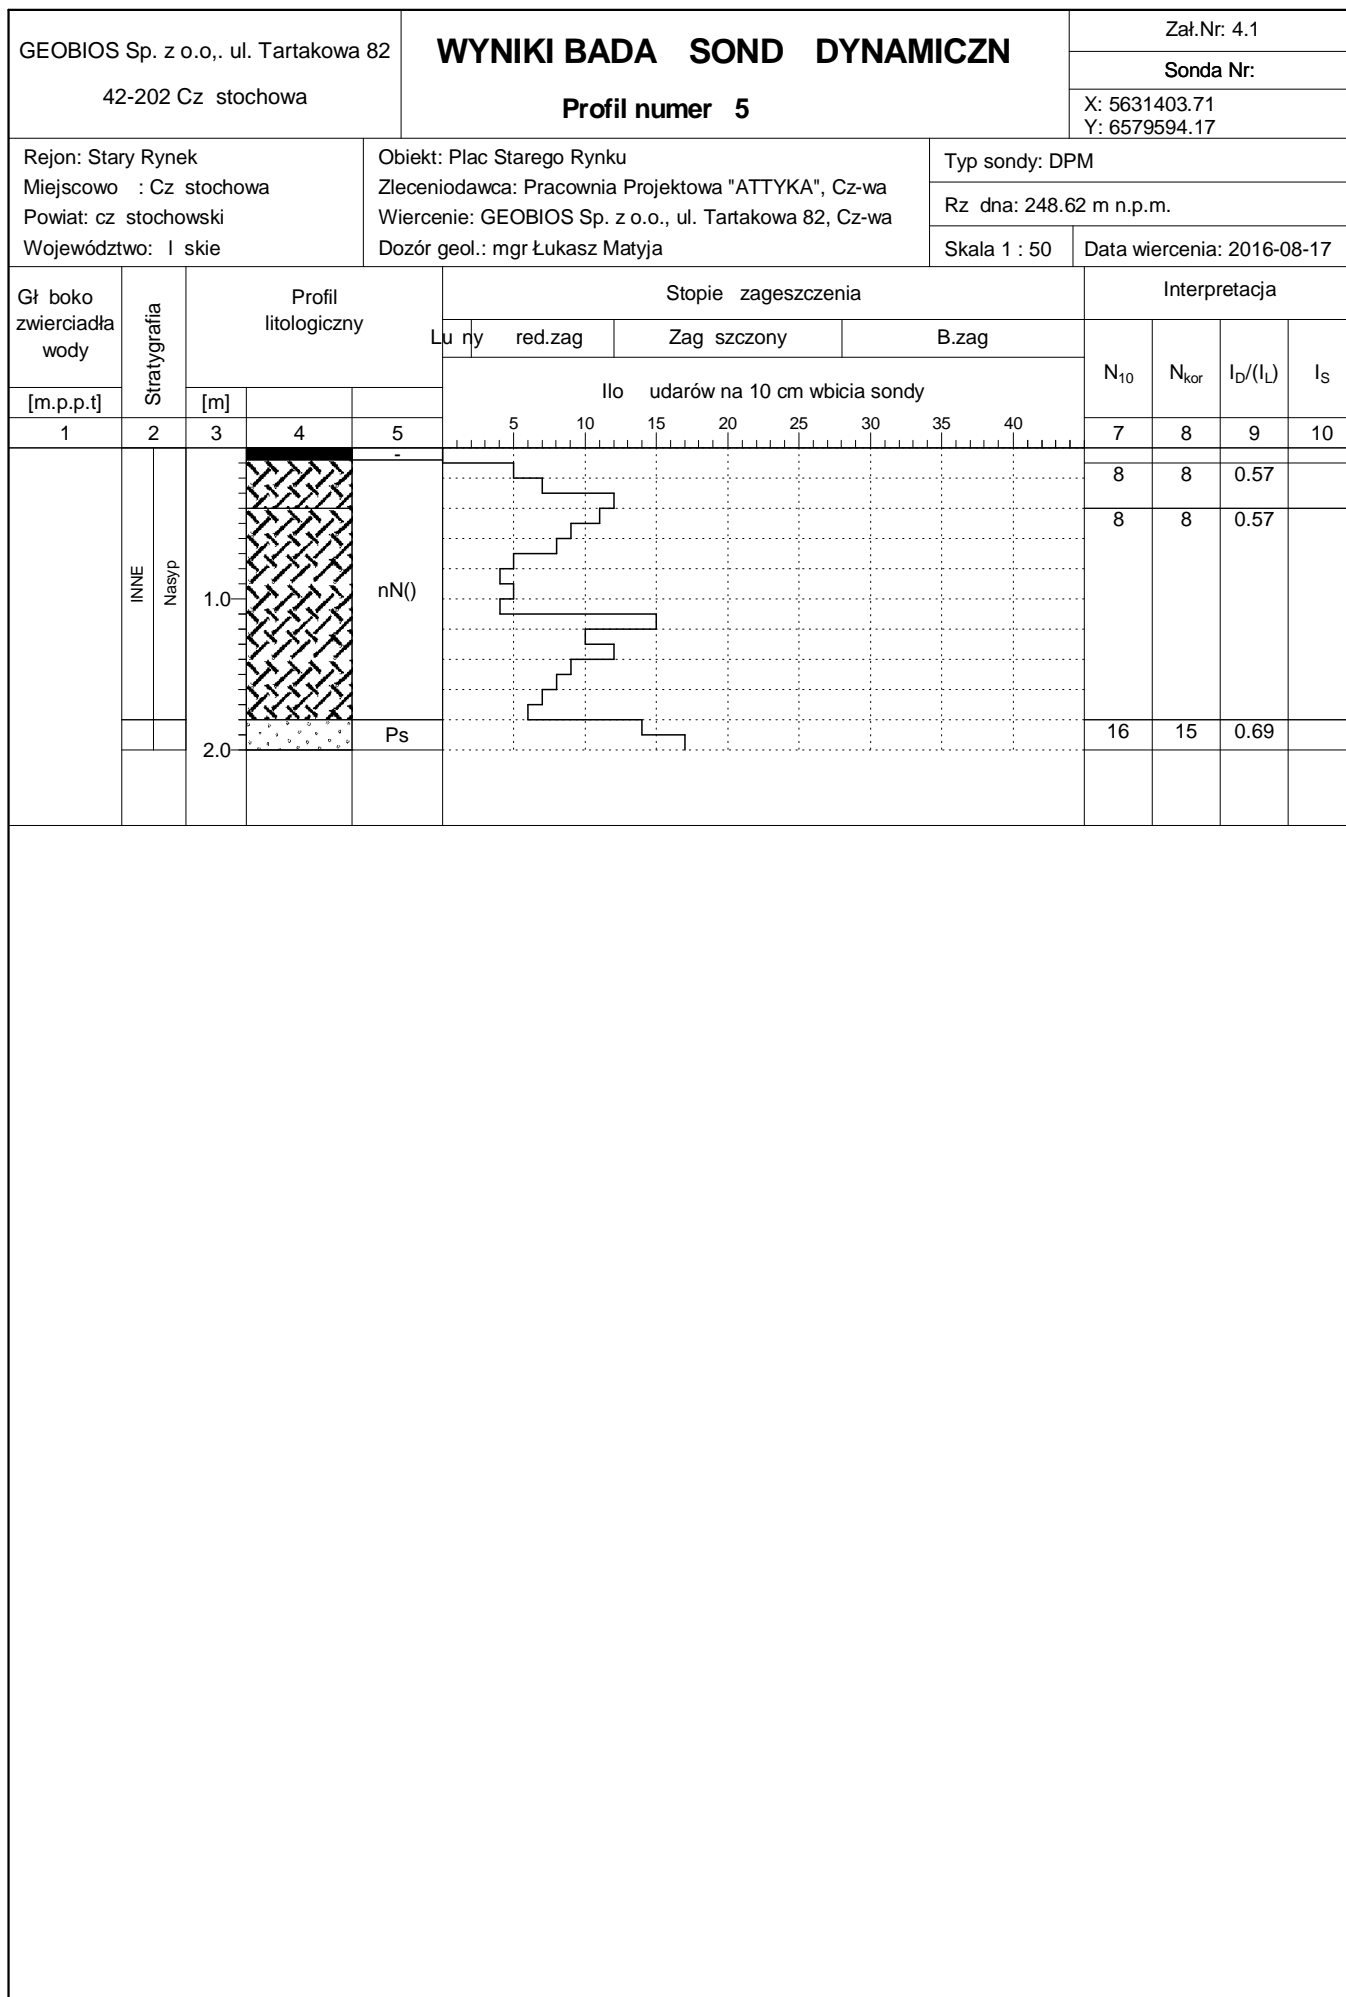 GEOBIOS Sp. z o.o,. ul. Tartakowa 82
42-202 Cz stochowa
WYNIKI BADA SOND DYNAMICZN
Profil numer 5
Zał.Nr: 4.1
Sonda Nr:
X: 5631403.71
Y: 6579594.17
Rejon: Stary Rynek
Miejscowo : Cz stochowa
Powiat: cz stochowski
Województwo: l skie
Obiekt: Plac Starego Rynku
Zleceniodawca: Pracownia Projektowa "ATTYKA", Cz-wa
Wiercenie: GEOBIOS Sp. z o.o., ul. Tartakowa 82, Cz-wa
Dozór geol.: mgr Łukasz Matyja
Typ sondy: DPM
Rz dna: 248.62 m n.p.m.
Skala 1 : 50
Data wiercenia: 2016-08-17
Gł boko
zwierciadła
wody
[m.p.p.t]
Stratygrafia
Profil
litologiczny
[m]
Stopie zageszczenia
Lu ny red.zag Zag szczony B.zag
Ilo udarów na 10 cm wbicia sondy
5 10 15 20 25 30 35 40
Interpretacja
N10 Nkor ID/(IL) IS
1 2 3 4 5 7 8 9 10
-
8 8 0.57
8 8 0.57
INNE
Nasyp
1.0
nN()
Ps
16 15 0.69
2.0